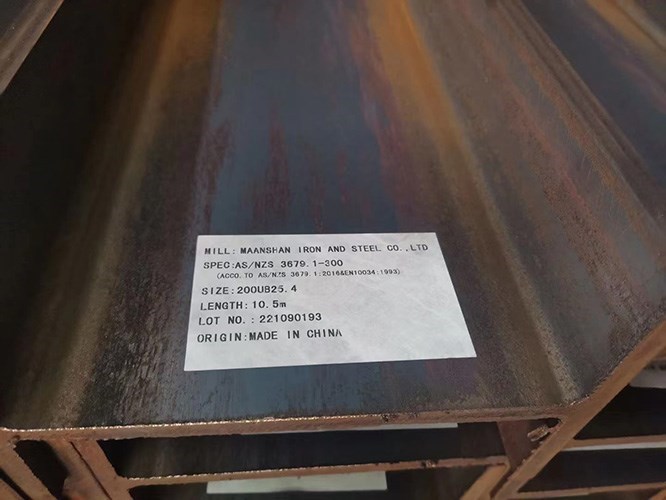 MILL: MAANSHAN IRON AND STEEL CO.,LTD
SPEC:AS/NZS 3679.1-300
(ACCO.TO AS/NZS 3679.1:2016&EN10034:1993)
SIZE:200UB25.4
LENGTH:10.5m
LOT NO.:221090193
ORIGIN:MADE IN CHINA